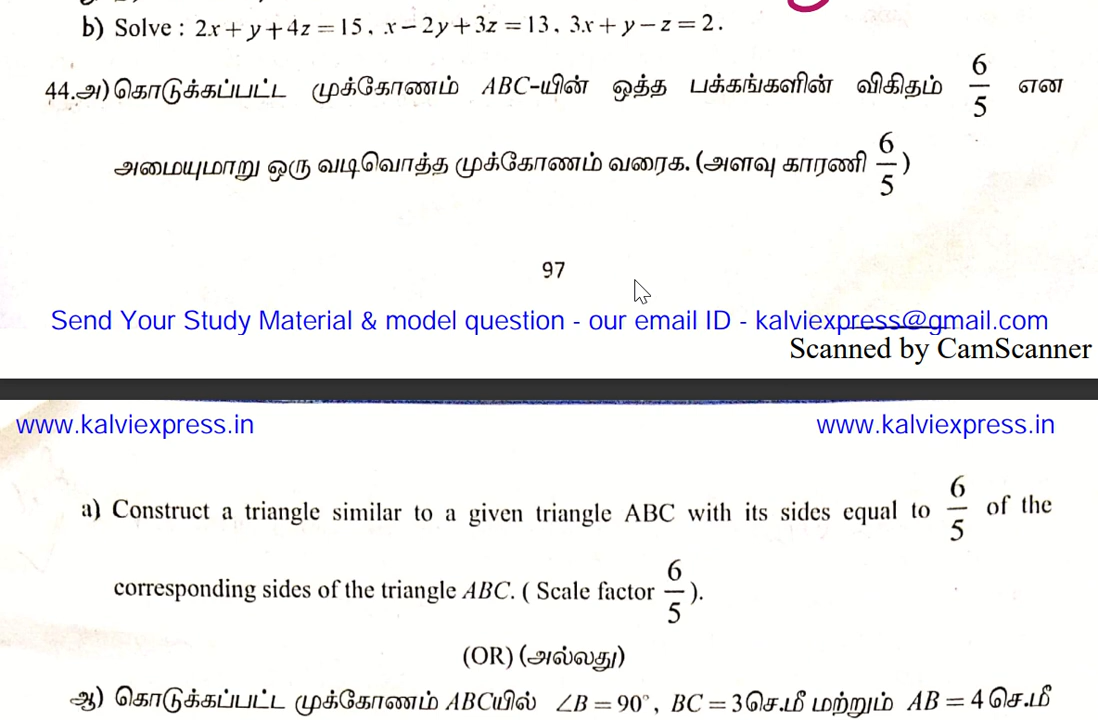 b) Solve : 2x + y + 4z = 15, x − 2y + 3z = 13, 3x + y − z = 2.
44.அ) கொடுக்கப்பட்ட முக்கோணம் ABC-யின் ஒத்த பக்கங்களின் விகிதம் 6/5 என
அமையுமாறு ஒரு வடிவொத்த முக்கோணம் வரைக. (அளவு காரணி 6/5)
97
Send Your Study Material & model question - our email ID - kalviexpress@gmail.com
Scanned by CamScanner
www.kalviexpress.in www.kalviexpress.in
a) Construct a triangle similar to a given triangle ABC with its sides equal to 6/5 of the
corresponding sides of the triangle ABC. ( Scale factor 6/5 ).
(OR) (அல்லது)
ஆ) கொடுக்கப்பட்ட முக்கோணம் ABCயில் ∠B = 90°, BC = 3செ.மீ மற்றும் AB = 4 செ.மீ